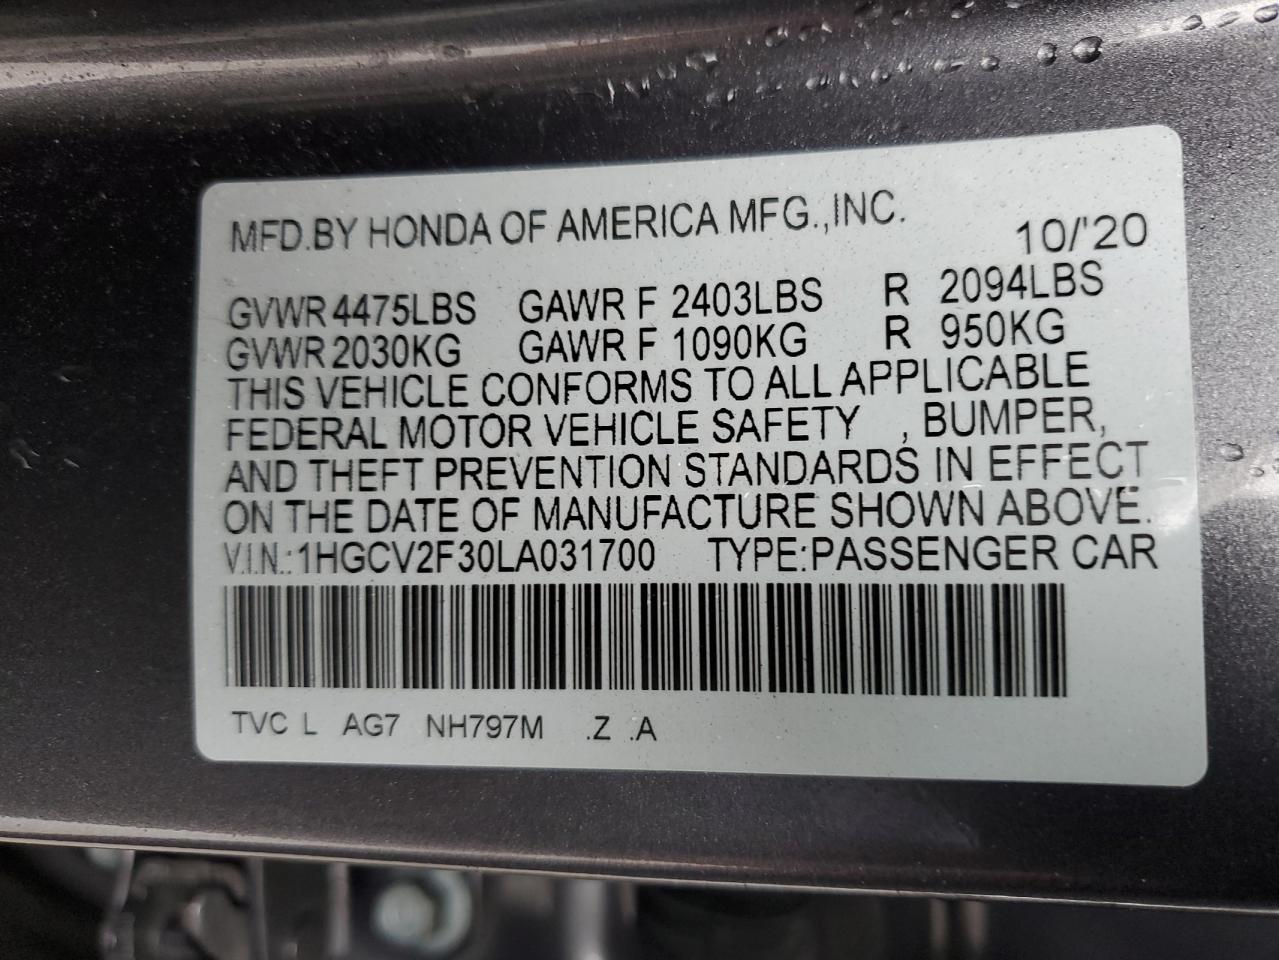 MFD.BY HONDA OF AMERICA MFG.,INC.
10/'20
GVWR 4475LBS GAWR F 2403LBS R 2094LBS
GVWR 2030KG GAWR F 1090KG R 950KG
THIS VEHICLE CONFORMS TO ALL APPLICABLE
FEDERAL MOTOR VEHICLE SAFETY , BUMPER,
AND THEFT PREVENTION STANDARDS IN EFFECT
ON THE DATE OF MANUFACTURE SHOWN ABOVE.
V.I.N.:1HGCV2F30LA031700 TYPE:PASSENGER CAR
TVC L AG7 NH797M .Z .A